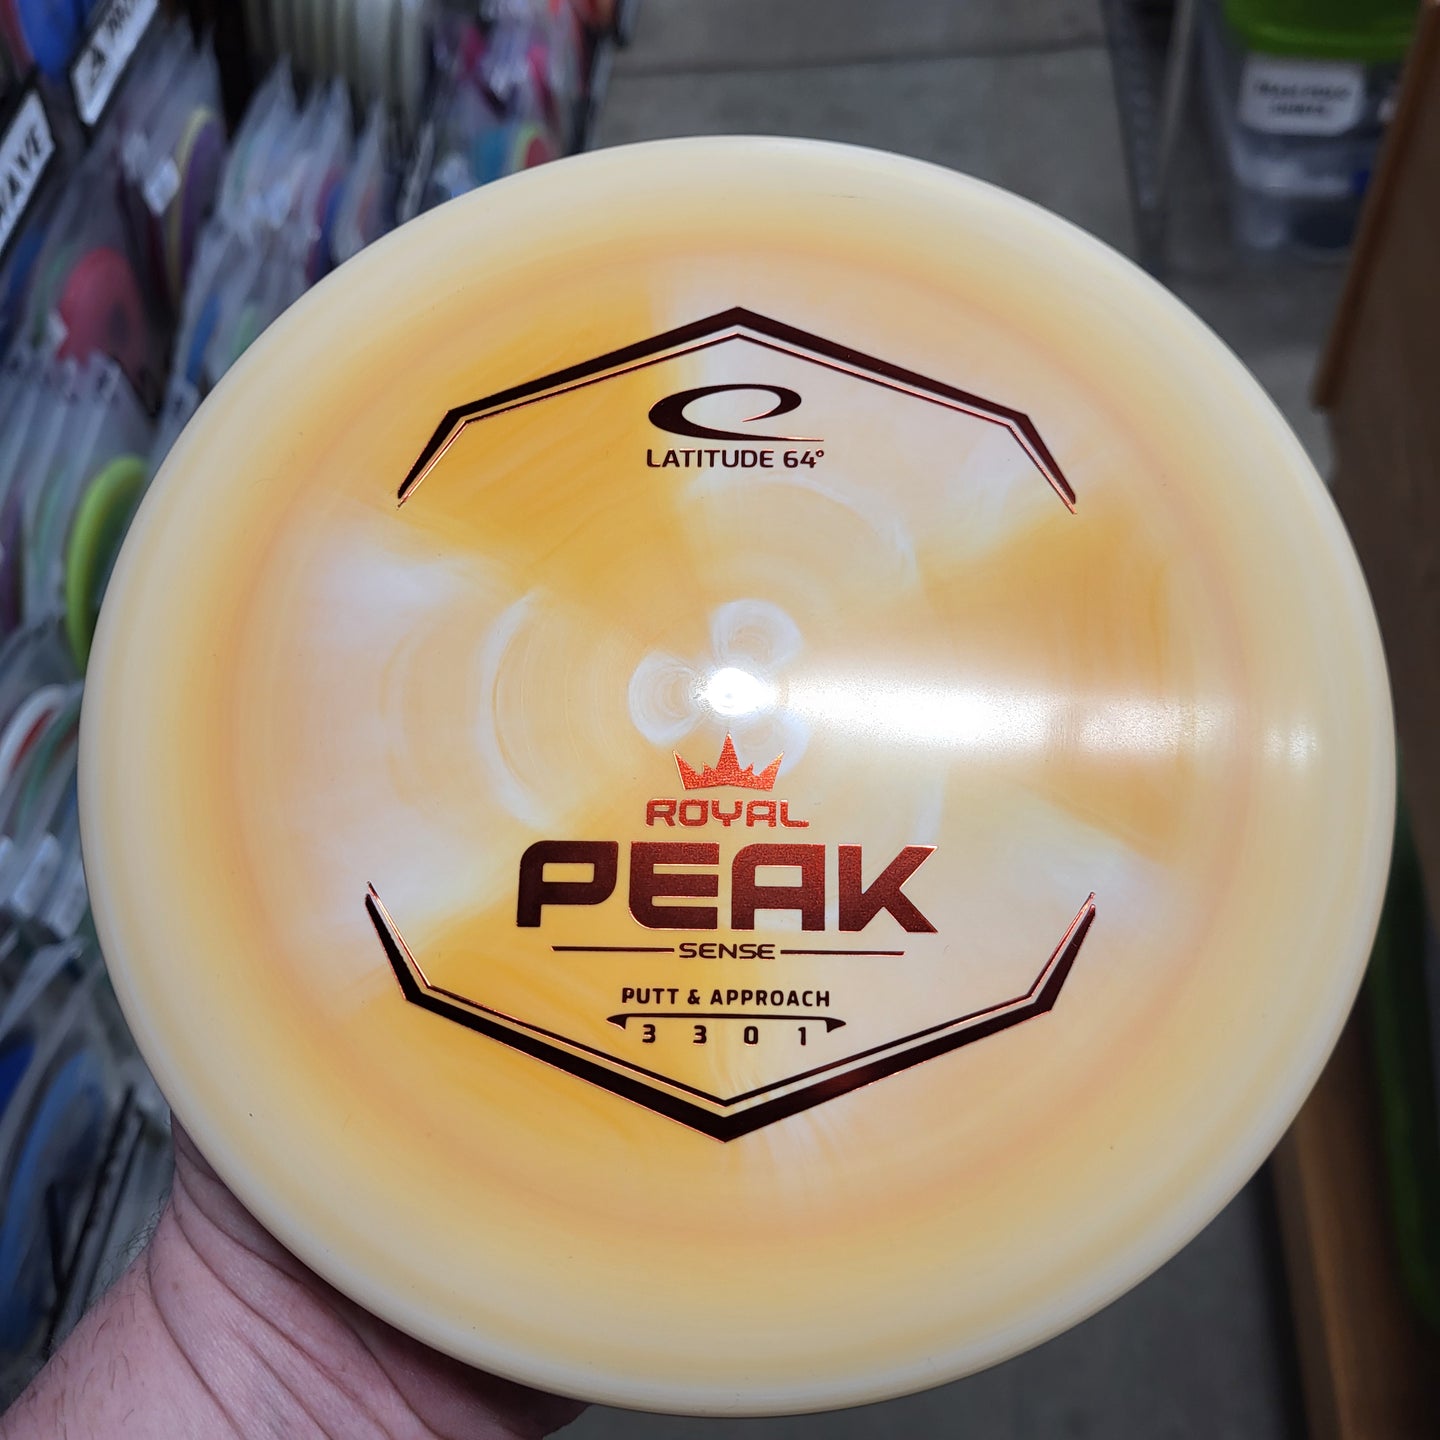 LATITUDE 64°
ROYAL
PEAK
SENSE
PUTT & APPROACH
3 3 0 1